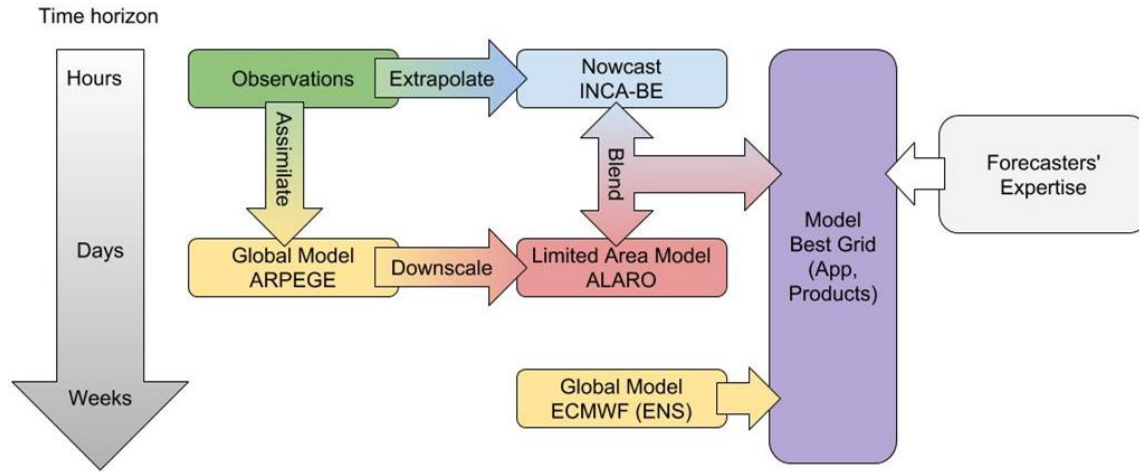 Time horizon
Hours
Observations
Extrapolate
Nowcast
INCA-BE
Assimilate
Blend
Forecasters'
Expertise
Days
Global Model
ARPEGE
Downscale
Limited Area Model
ALARO
Model
Best Grid
(App,
Products)
Weeks
Global Model
ECMWF (ENS)